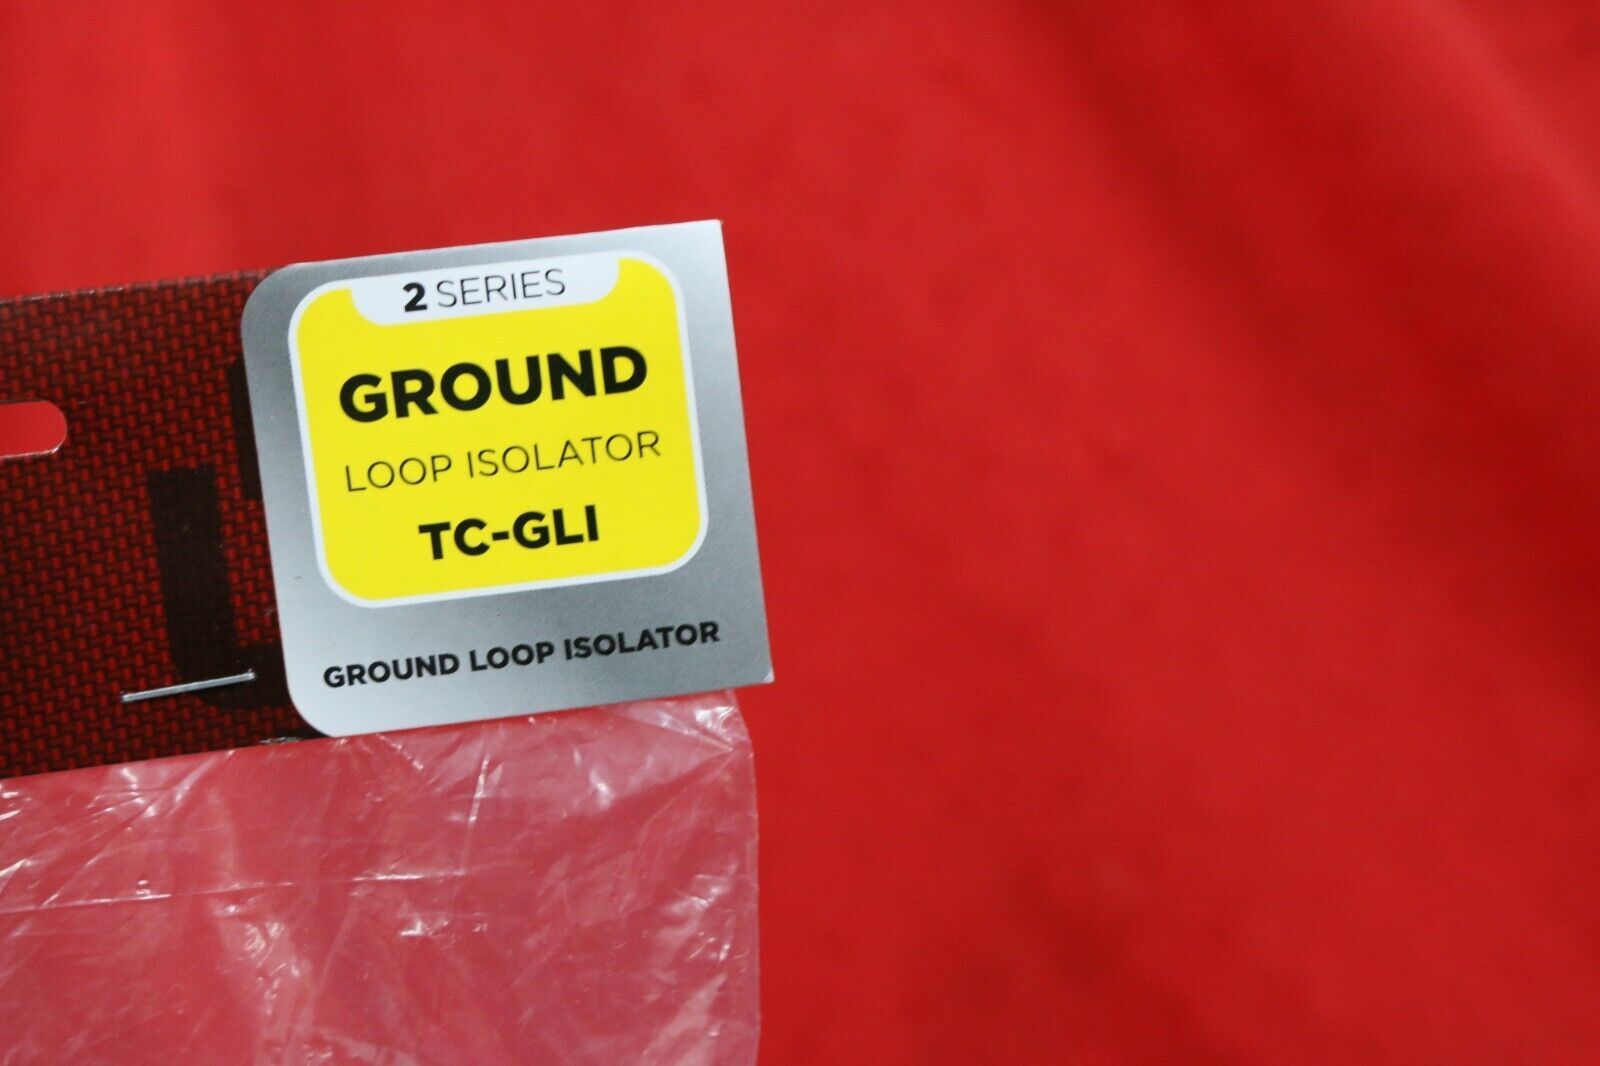 2 SERIES
GROUND
LOOP ISOLATOR
TC-GLI
GROUND LOOP ISOLATOR